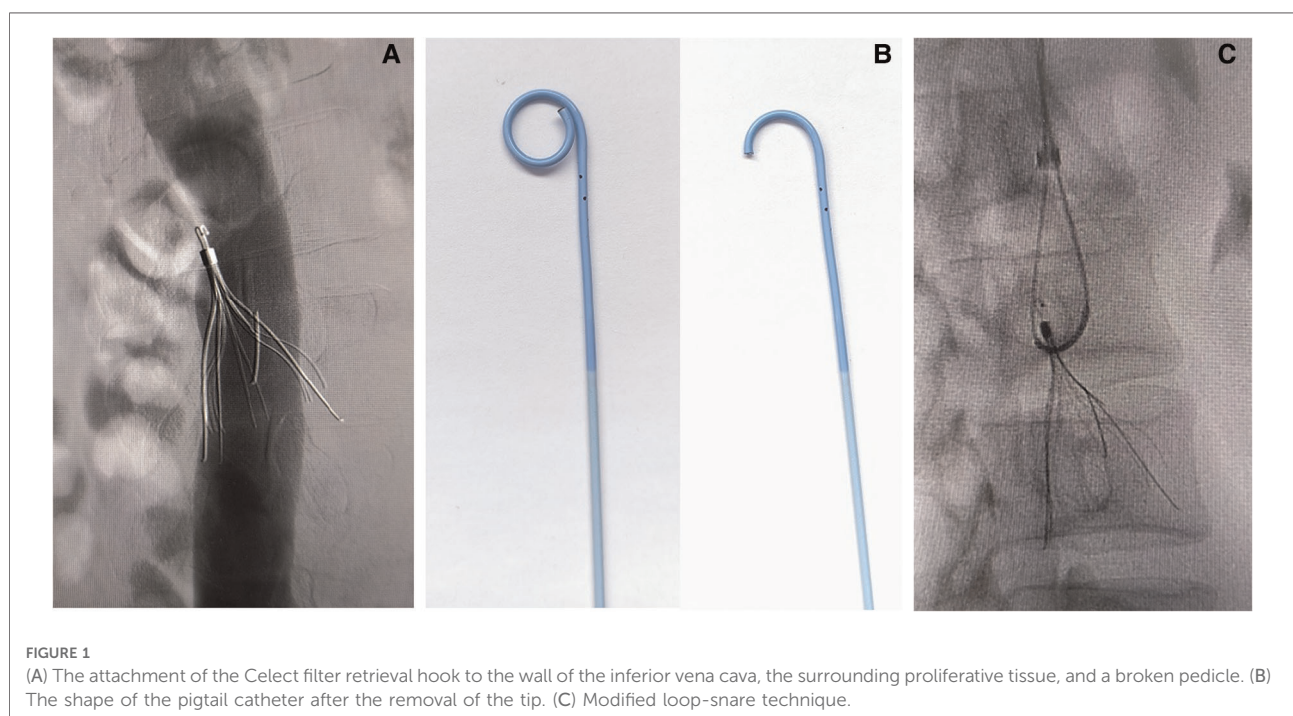 A
B
C
FIGURE 1
(A) The attachment of the Celect filter retrieval hook to the wall of the inferior vena cava, the surrounding proliferative tissue, and a broken pedicle. (B)
The shape of the pigtail catheter after the removal of the tip. (C) Modified loop-snare technique.